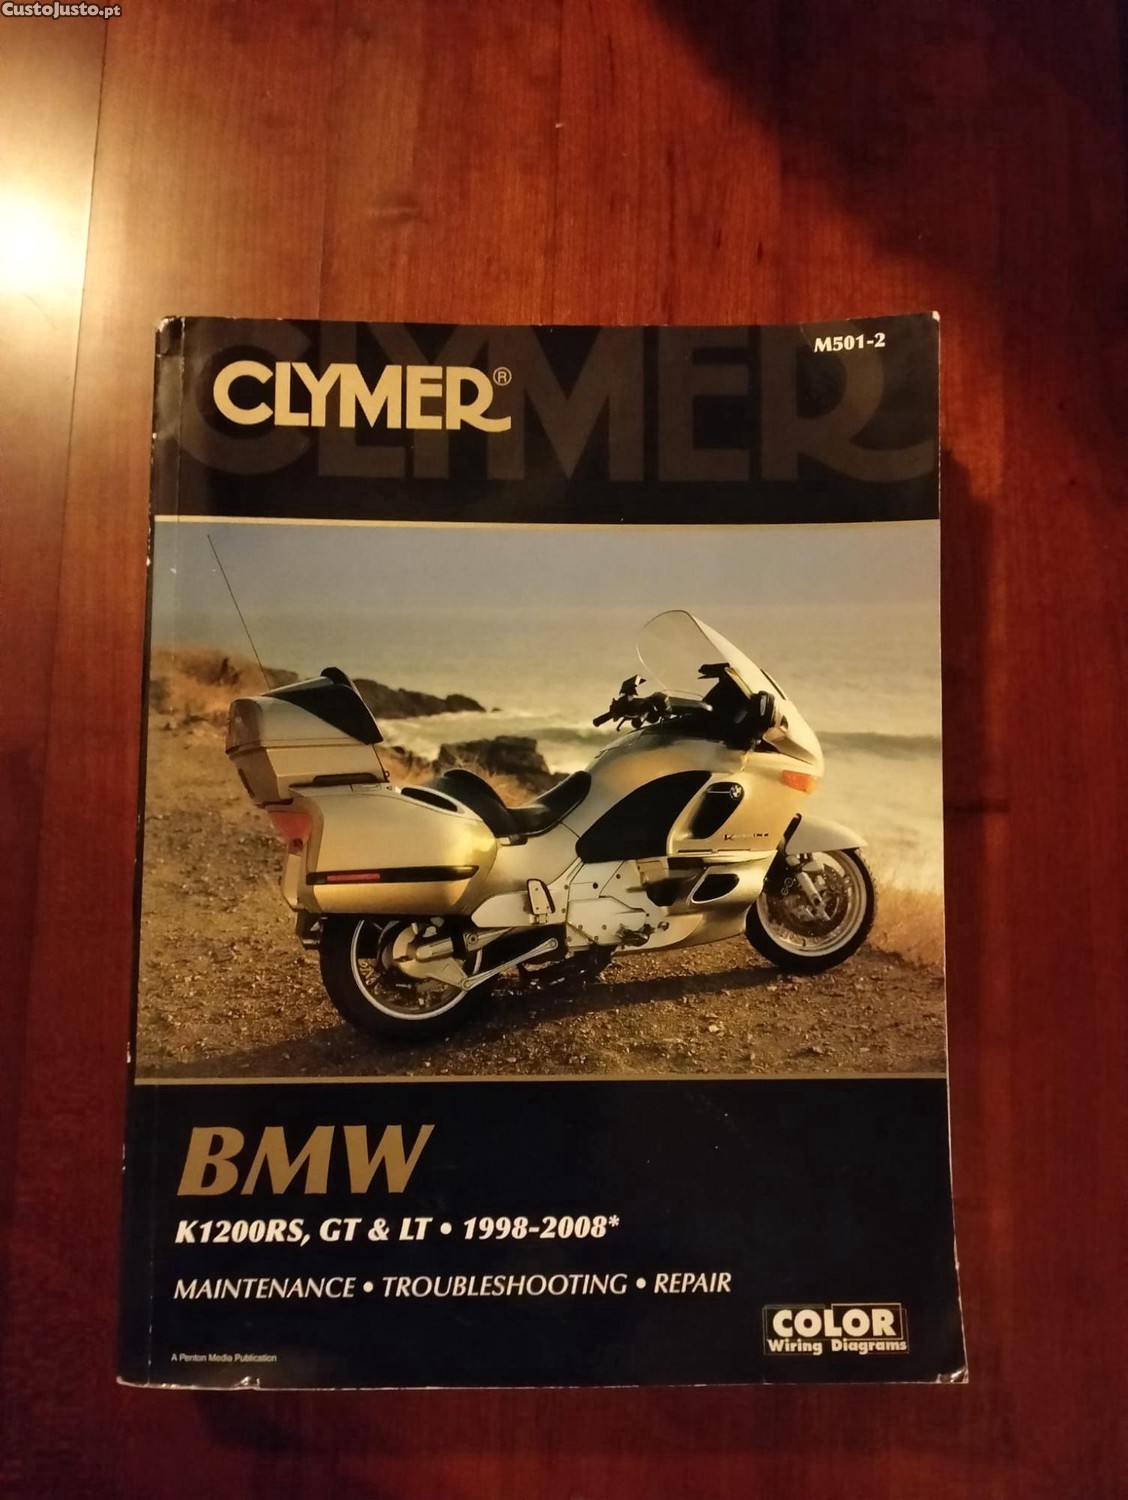 CustoJusto.pt
M501-2
CLYMER
CLYMER®
BMW
K1200RS, GT & LT • 1998-2008*
MAINTENANCE • TROUBLESHOOTING • REPAIR
COLOR
Wiring Diagrams
A Penton Media Publication